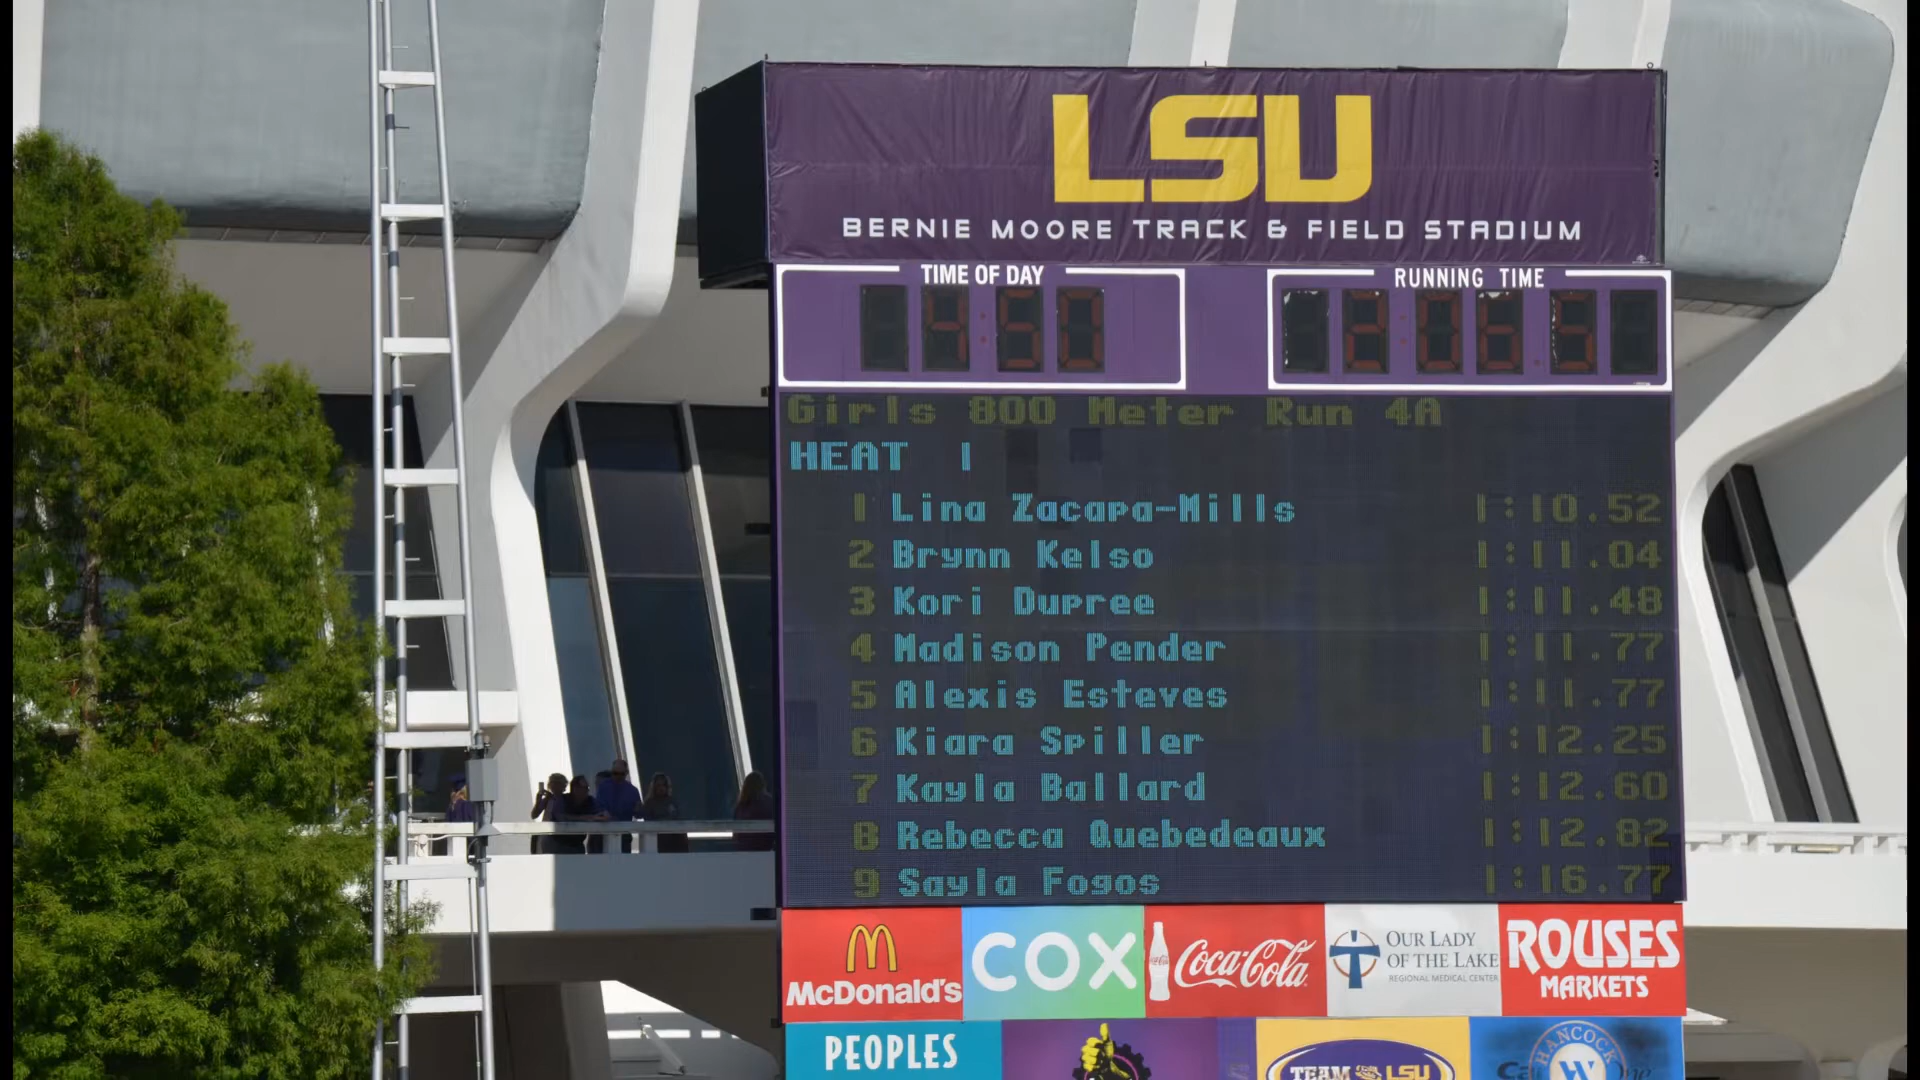 LSU
BERNIE MOORE TRACK & FIELD STADIUM
TIME OF DAY
RUNNING TIME
4:50
2:06.5
Girls 800 Meter Run 4A
HEAT 1
1 Lina Zacapa-Mills 1:10.52
2 Brynn Kelso 1:11.04
3 Kori Dupree 1:11.48
4 Madison Pender 1:11.77
5 Alexis Esteves 1:11.77
6 Kiara Spiller 1:12.25
7 Kayla Ballard 1:12.60
8 Rebecca Quebedeaux 1:12.82
9 Sayla Fogos 1:16.77
McDonald's
COX
Coca-Cola
OUR LADY
OF THE LAKE
REGIONAL MEDICAL CENTER
ROUSES
MARKETS
PEOPLES
TEAM LSU
HANCOCK
W